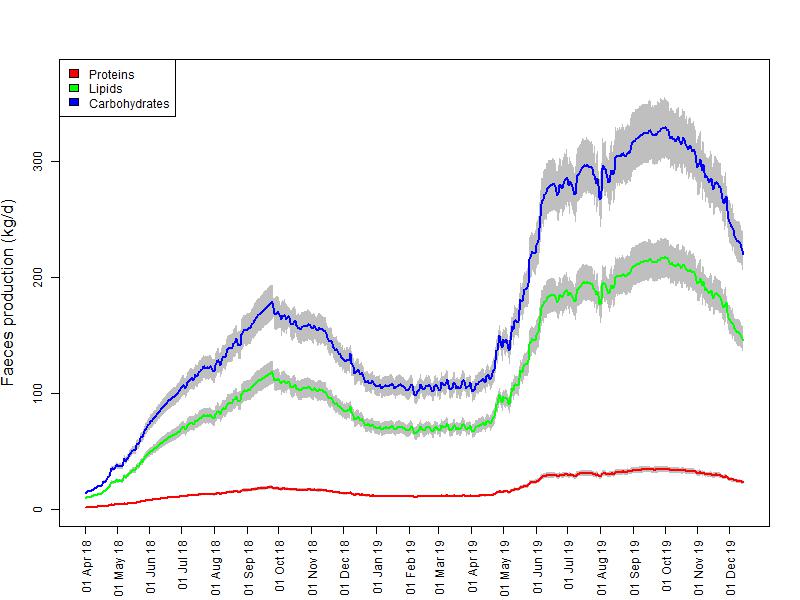 Proteins
Lipids
Carbohydrates
Faeces production (kg/d)
300
200
100
0
01 Apr 18
01 May 18
01 Jun 18
01 Jul 18
01 Aug 18
01 Sep 18
01 Oct 18
01 Nov 18
01 Dec 18
01 Jan 19
01 Feb 19
01 Mar 19
01 Apr 19
01 May 19
01 Jun 19
01 Jul 19
01 Aug 19
01 Sep 19
01 Oct 19
01 Nov 19
01 Dec 19